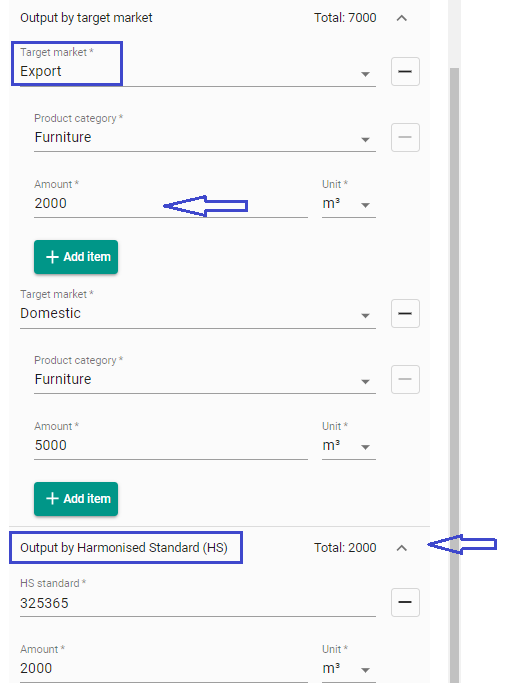 Output by target market Total: 7000
Target market *
Export
Product category *
Furniture
Amount * Unit *
2000 m³
+ Add item
Target market *
Domestic
Product category *
Furniture
Amount * Unit *
5000 m³
+ Add item
Output by Harmonised Standard (HS) Total: 2000
HS standard *
325365
Amount * Unit *
2000 m³